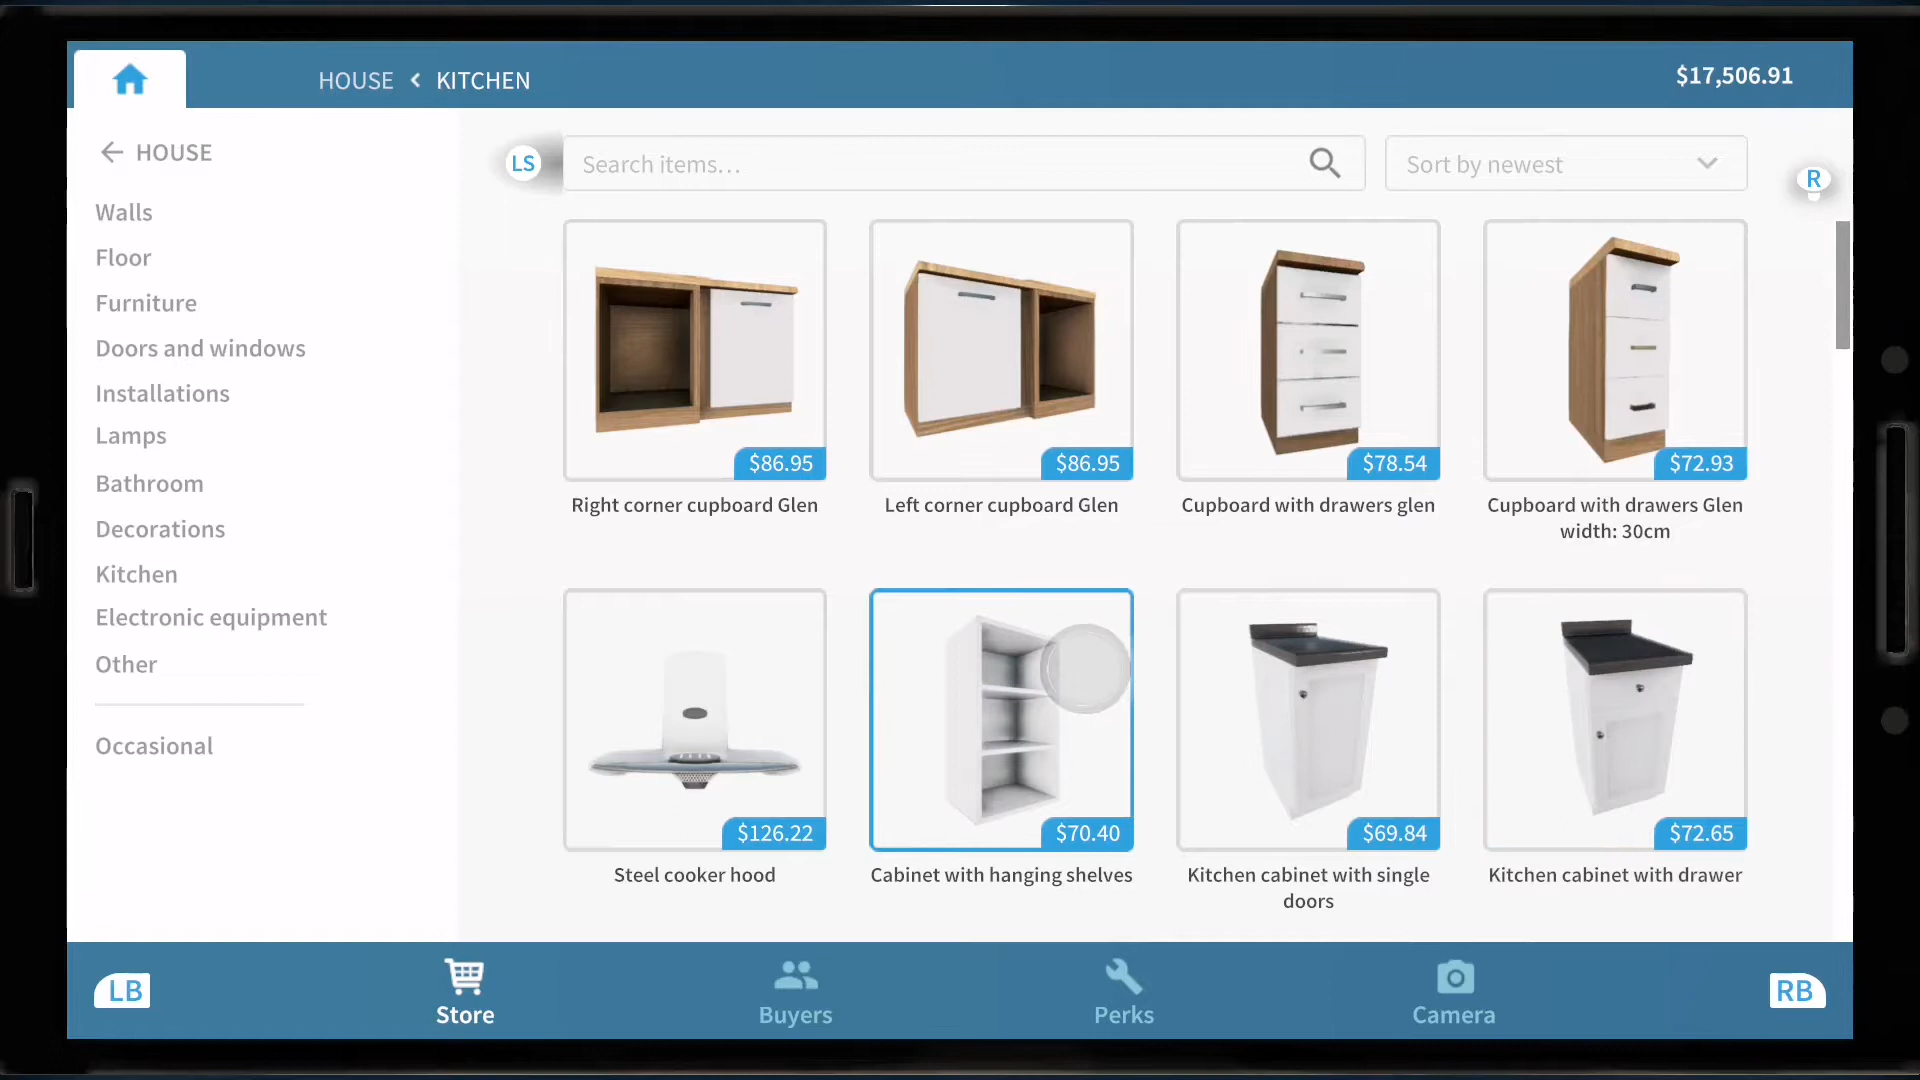 HOUSE < KITCHEN
$17,506.91
HOUSE
Walls
Floor
Furniture
Doors and windows
Installations
Lamps
Bathroom
Decorations
Kitchen
Electronic equipment
Other
Occasional
LS
Search items...
Sort by newest
R
$86.95
$86.95
$78.54
$72.93
Right corner cupboard Glen
Left corner cupboard Glen
Cupboard with drawers glen
Cupboard with drawers Glen
width: 30cm
$126.22
$70.40
$69.84
$72.65
Steel cooker hood
Cabinet with hanging shelves
Kitchen cabinet with single
doors
Kitchen cabinet with drawer
LB
Store
Buyers
Perks
Camera
RB